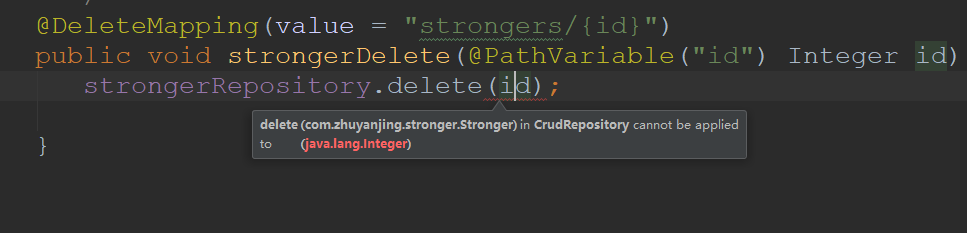 @DeleteMapping(value = "strongers/{id}")
public void strongerDelete(@PathVariable("id") Integer id)
strongerRepository.delete(id);
delete (com.zhuyanjing.stronger.Stronger) in CrudRepository cannot be applied
to (java.lang.Integer)
}